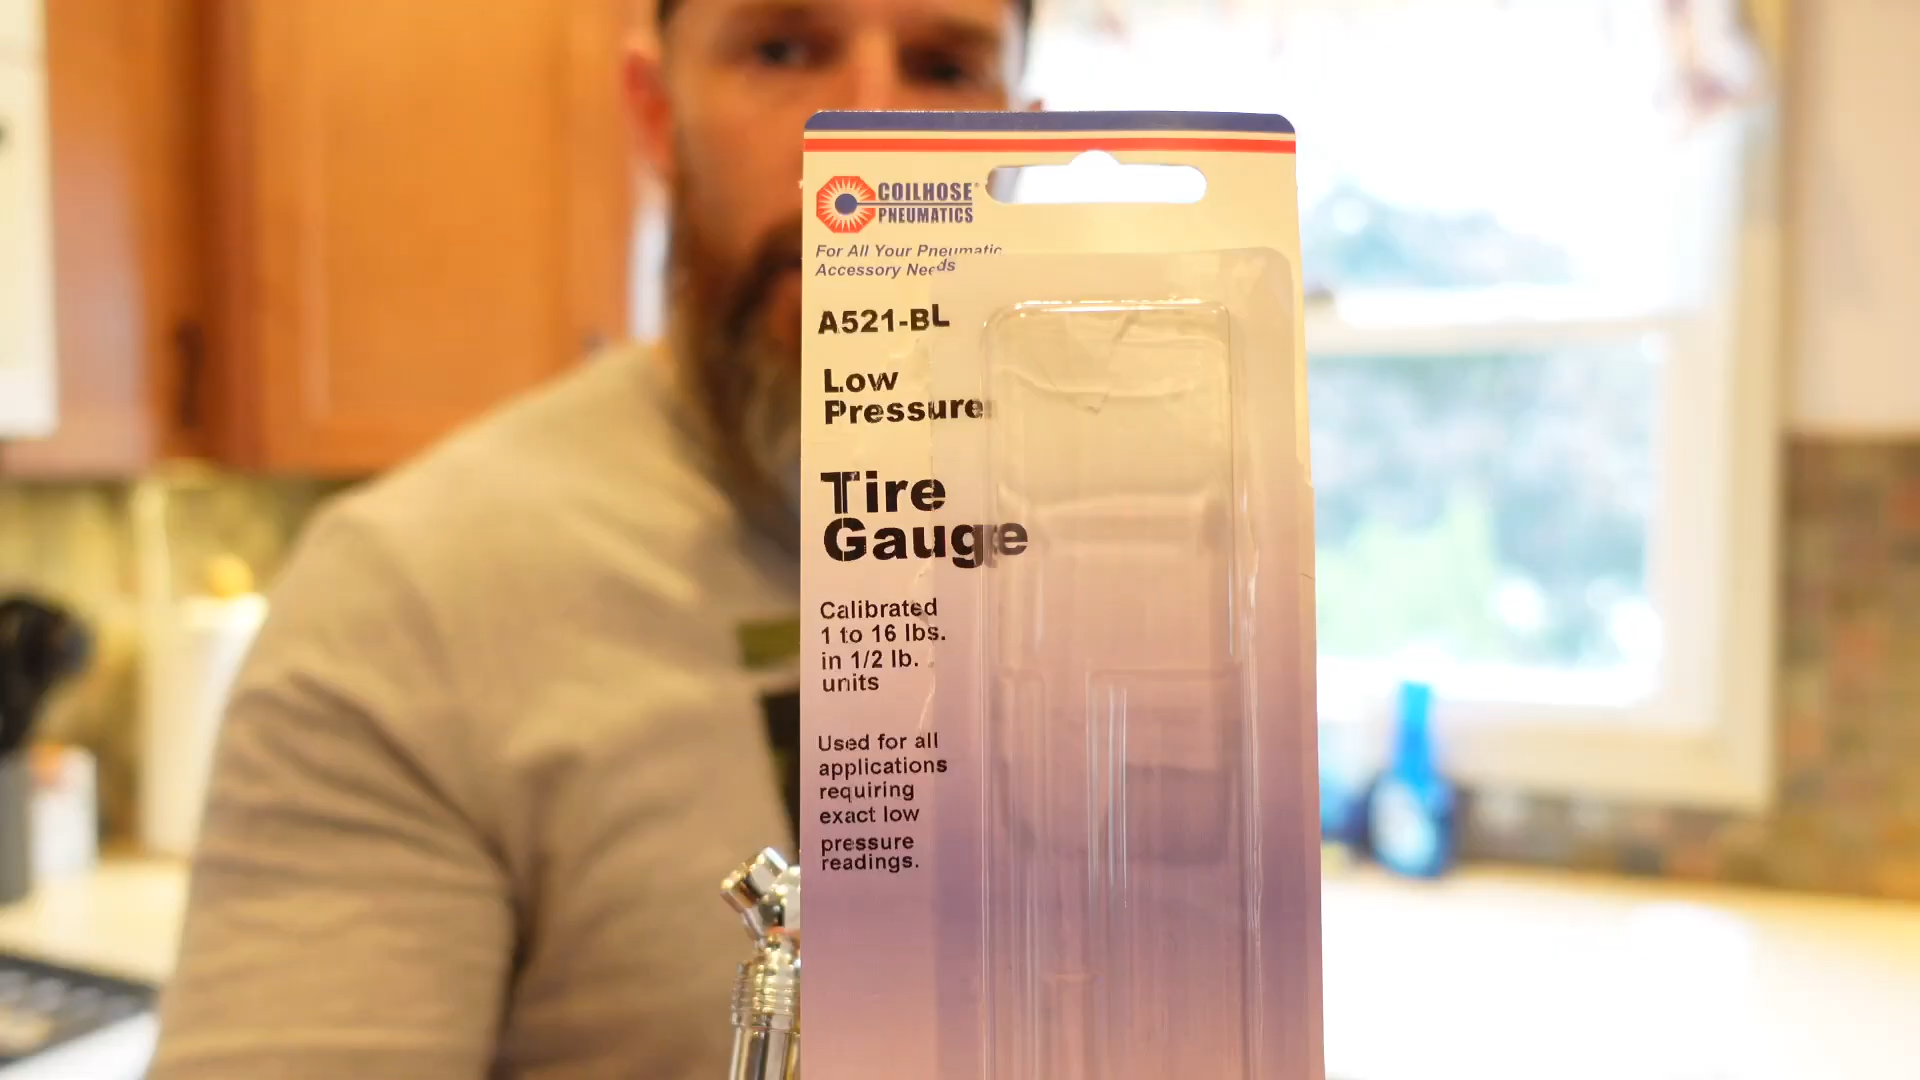 COILHOSE®
PNEUMATICS
For All Your Pneumatic
Accessory Needs
A521-BL
Low
Pressure
Tire
Gauge
Calibrated
1 to 16 lbs.
in 1/2 lb.
units
Used for all
applications
requiring
exact low
pressure
readings.